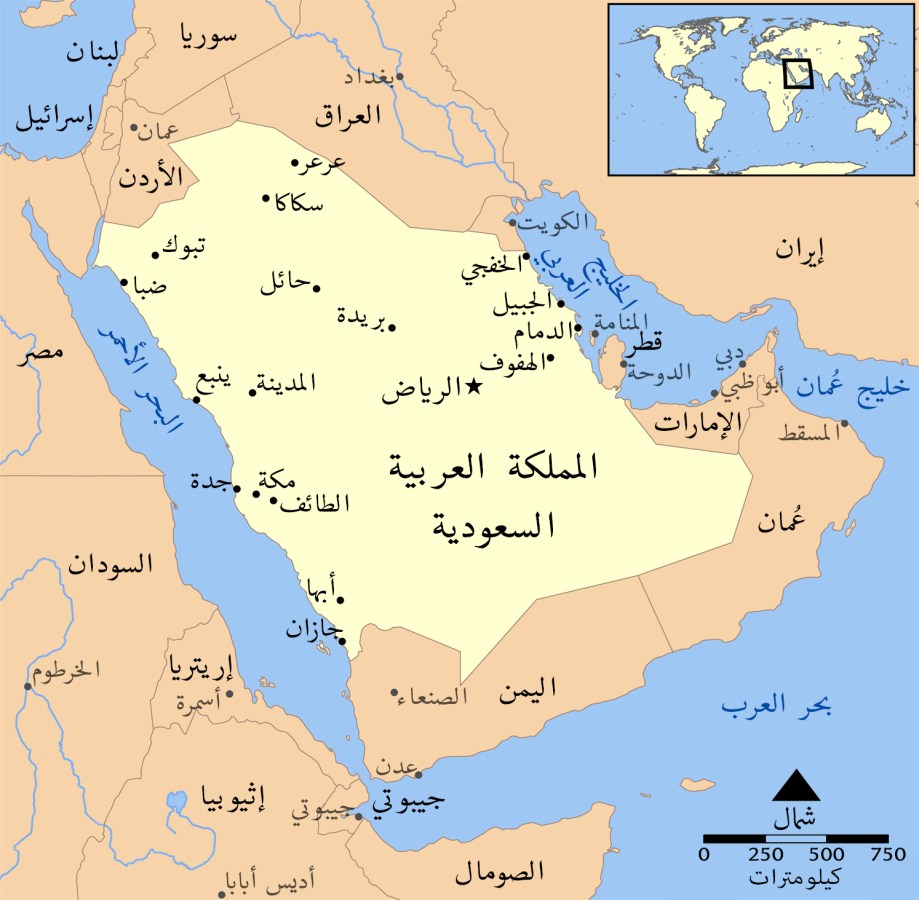 سوريا
لبنان
بغداد
إسرائيل
العراق
عمان
الأردن
عرعر
سكاكا
الكويت
إيران
تبوك
الخفجي
الخليج
العربي
ضبا
حائل
الجبيل
المنامة
بريدة
الدمام
قطر
مصر
البحر الأحمر
الهفوف
الدوحة
دبي
أبو ظبي
خليج عُمان
ينبع
المدينة
الرياض
الإمارات
المسقط
المملكة العربية
السعودية
جدة
مكة
الطائف
عُمان
السودان
أبها
جازان
إريتريا
الخرطوم
أسمرة
الصنعاء
اليمن
بحر العرب
عدن
إثيوبيا
جيبوتي
جيبوتي
شمال
0 250 500 750
كيلومترات
الصومال
أديس أبابا